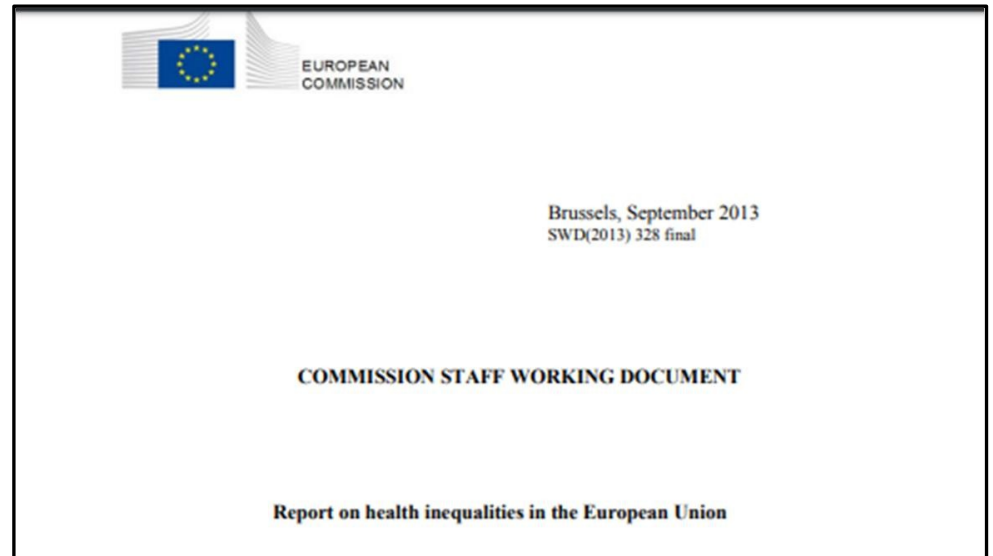 EUROPEAN
COMMISSION
Brussels, September 2013
SWD(2013) 328 final
COMMISSION STAFF WORKING DOCUMENT
Report on health inequalities in the European Union